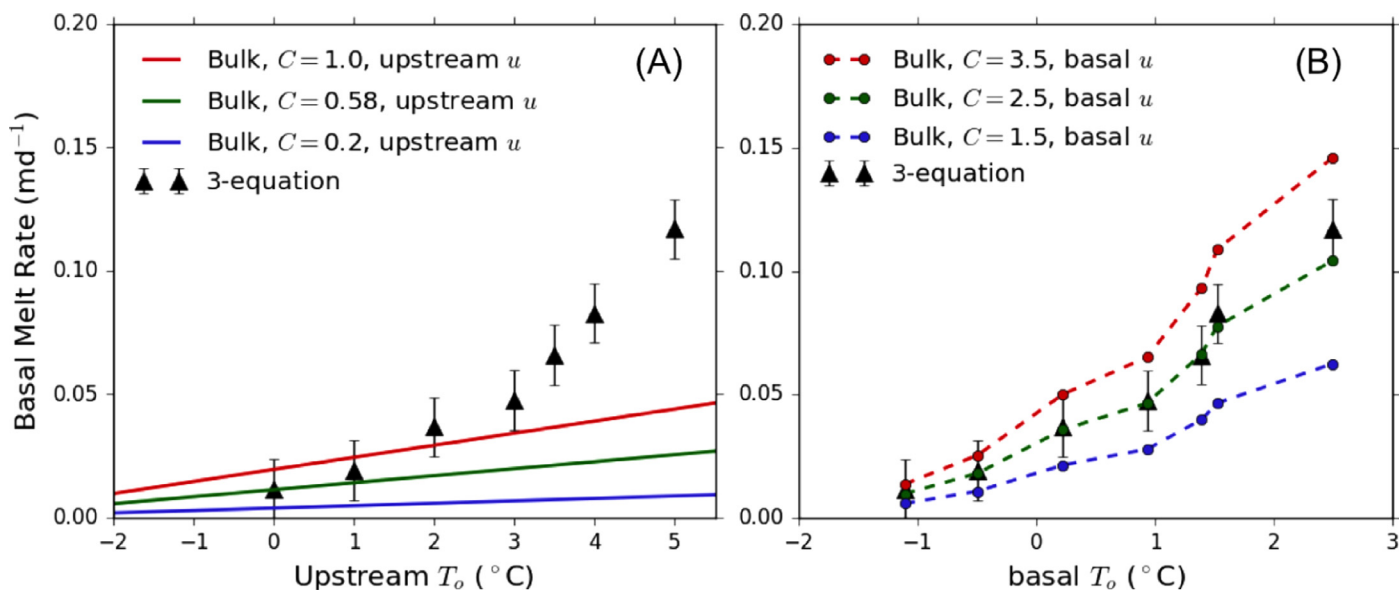 Basal Melt Rate (md⁻¹)
0.20
0.15
0.10
0.05
0.00
−2 −1 0 1 2 3 4 5
Upstream Tₒ (°C)
(A)
Bulk, C = 1.0, upstream u
Bulk, C = 0.58, upstream u
Bulk, C = 0.2, upstream u
3-equation
0.20
0.15
0.10
0.05
0.00
−2 −1 0 1 2 3
basal Tₒ (°C)
(B)
Bulk, C = 3.5, basal u
Bulk, C = 2.5, basal u
Bulk, C = 1.5, basal u
3-equation